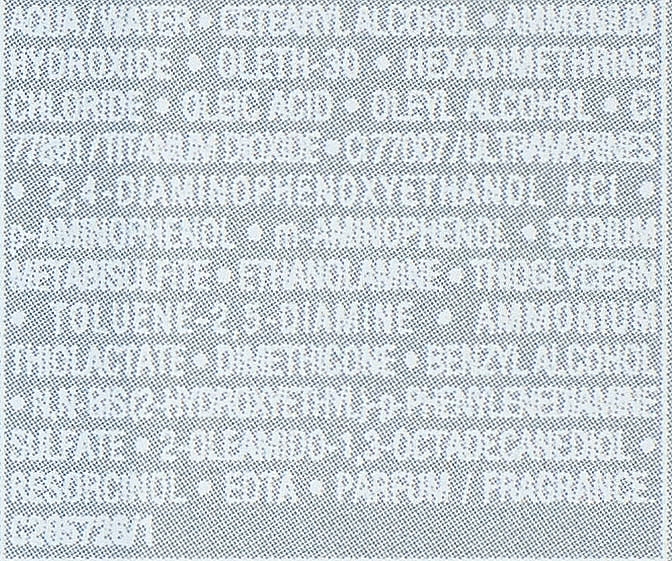 AQUA / WATER • CETEARYL ALCOHOL • AMMONIUM
HYDROXIDE • OLETH-30 • HEXADIMETHRINE
CHLORIDE • OLEIC ACID • OLEYL ALCOHOL • CI
77891 / TITANIUM DIOXIDE • CI 77007 / ULTRAMARINES
• 2,4-DIAMINOPHENOXYETHANOL HCl •
p-AMINOPHENOL • m-AMINOPHENOL • SODIUM
METABISULFITE • ETHANOLAMINE • THIOGLYCERIN
• TOLUENE-2,5-DIAMINE • AMMONIUM
THIOLACTATE • DIMETHICONE • BENZYL ALCOHOL
• N,N-BIS(2-HYDROXYETHYL)-p-PHENYLENEDIAMINE
SULFATE • 2-OLEAMIDO-1,3-OCTADECANEDIOL •
RESORCINOL • EDTA • PARFUM / FRAGRANCE